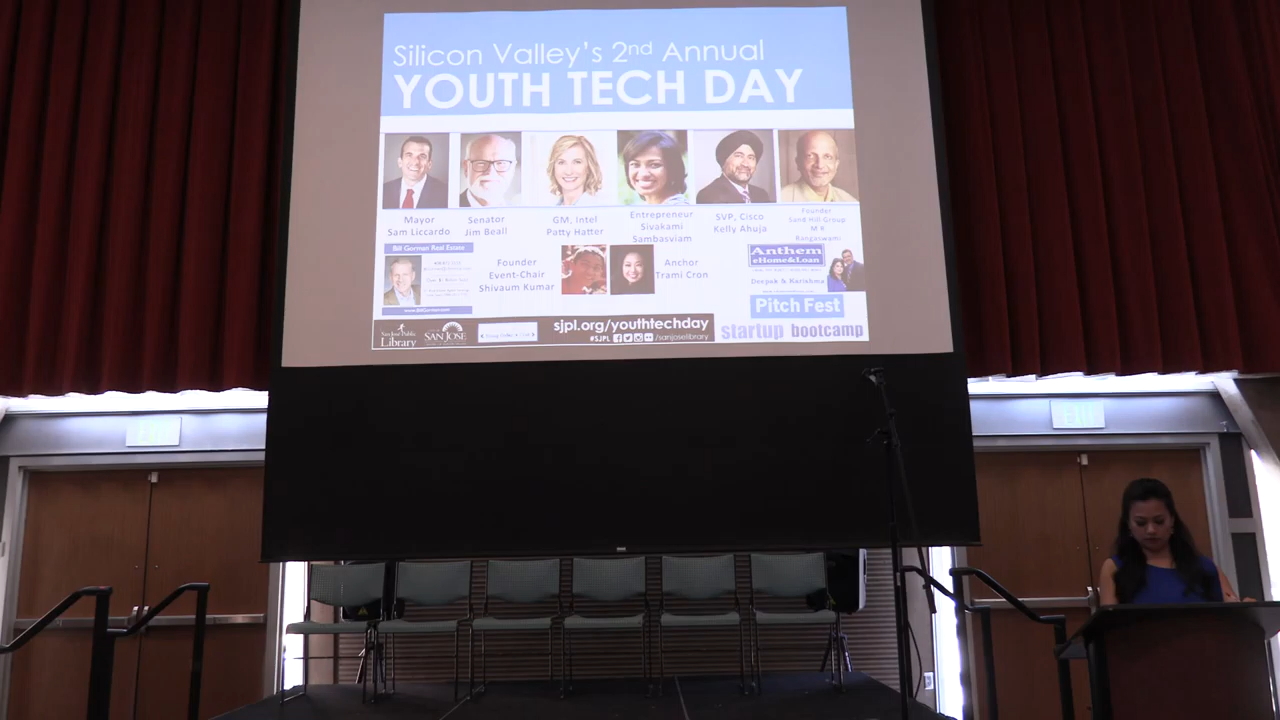 Silicon Valley's 2nd Annual
YOUTH TECH DAY
Mayor
Sam Liccardo
Senator
Jim Beall
GM, Intel
Patty Hatter
Entrepreneur
Sivakami
Sambasviam
SVP, Cisco
Kelly Ahuja
Founder
Sand Hill Group
M R
Rangaswami
Bill Gorman Real Estate
Founder
Event-Chair
Shivaum Kumar
Anchor
Trami Cron
Anthem
eHome&Loan
Deepak & Karishma
Pitch Fest
startup bootcamp
San José Public
Library
SAN JOSE
sjpl.org/youthtechday
#SJPL /sanjoselibrary
EXIT